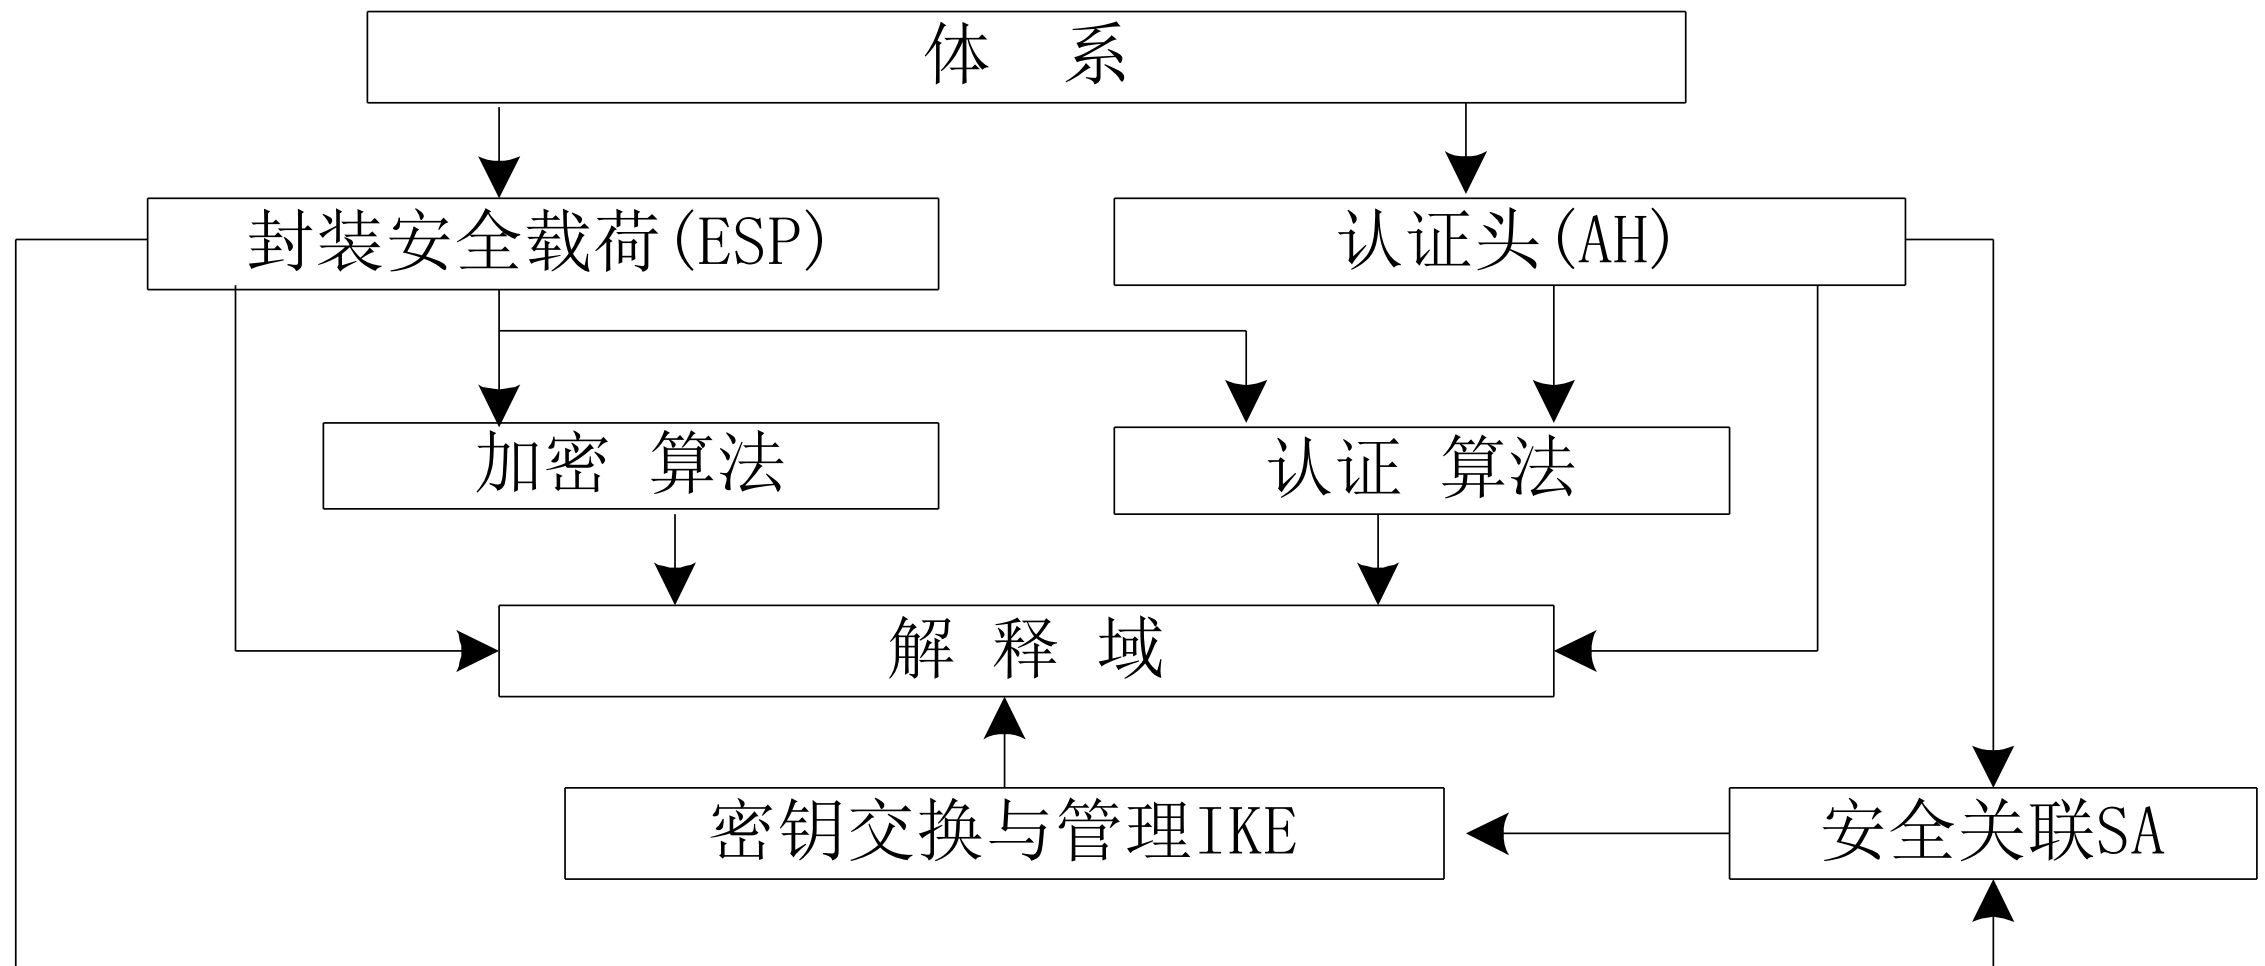 体 系
封装安全载荷(ESP)
认证头(AH)
加密 算法
认证 算法
解 释 域
密钥交换与管理IKE
安全关联SA